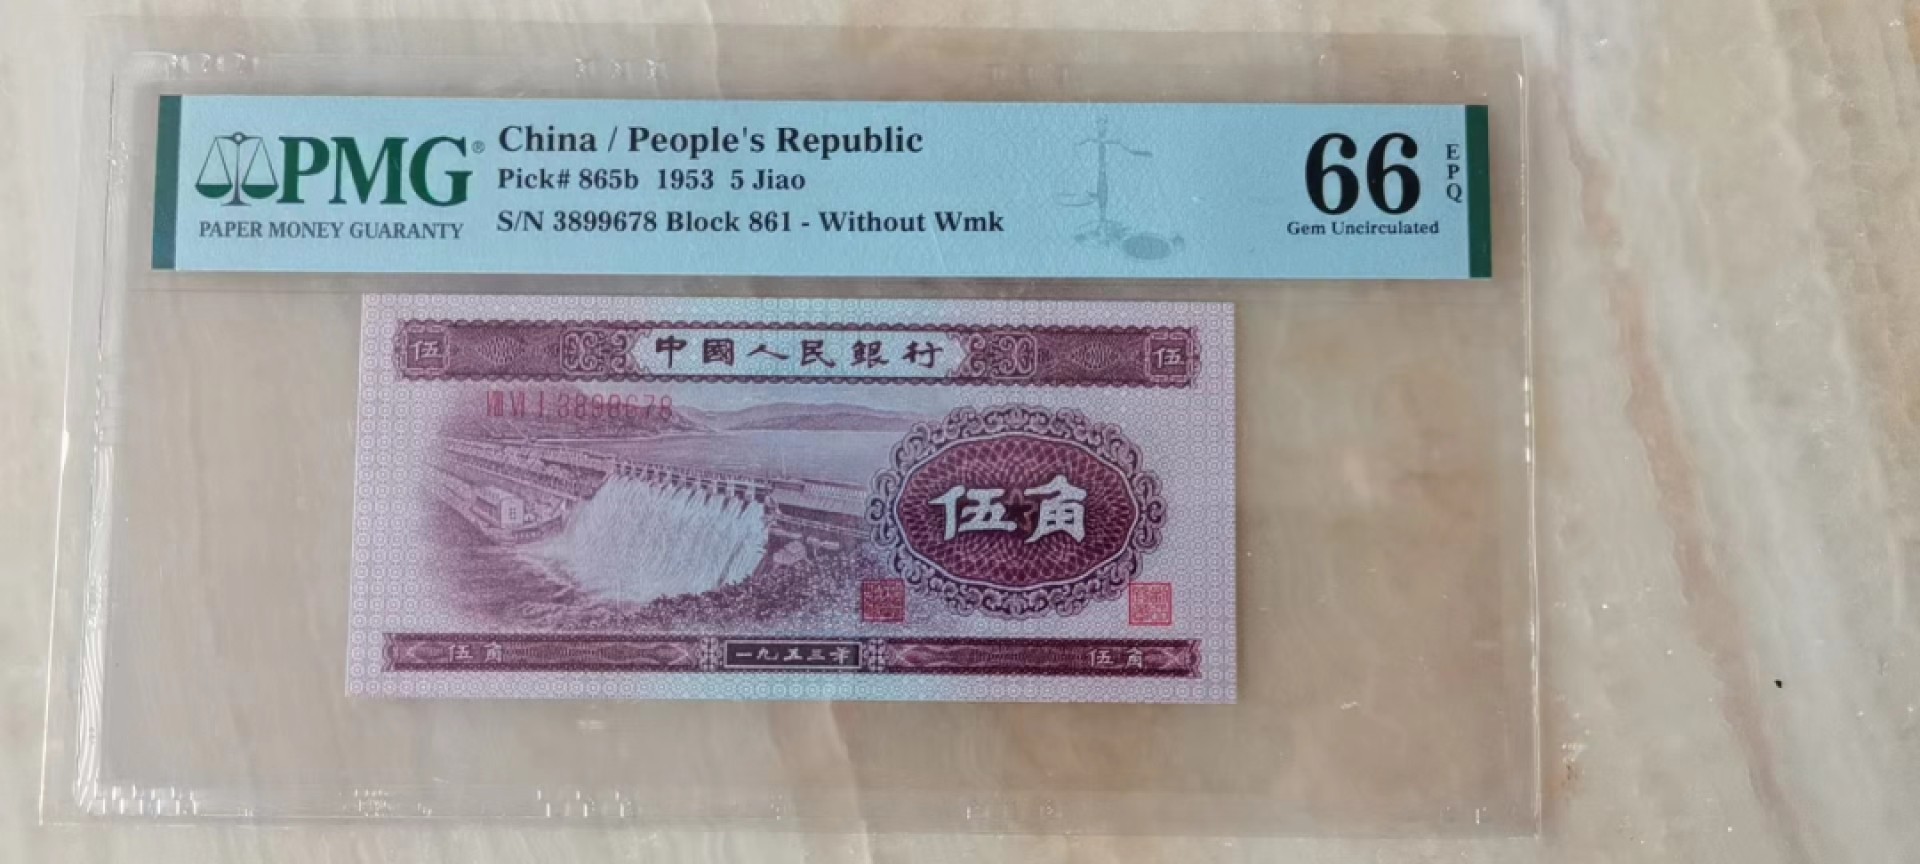 PMG®
PAPER MONEY GUARANTY
China / People's Republic
Pick# 865b 1953 5 Jiao
S/N 3899678 Block 861 - Without Wmk
66
EPQ
Gem Uncirculated
伍 中國人民銀行 伍
VIII VI I 3899678
伍角
伍角 一九五三年 伍角